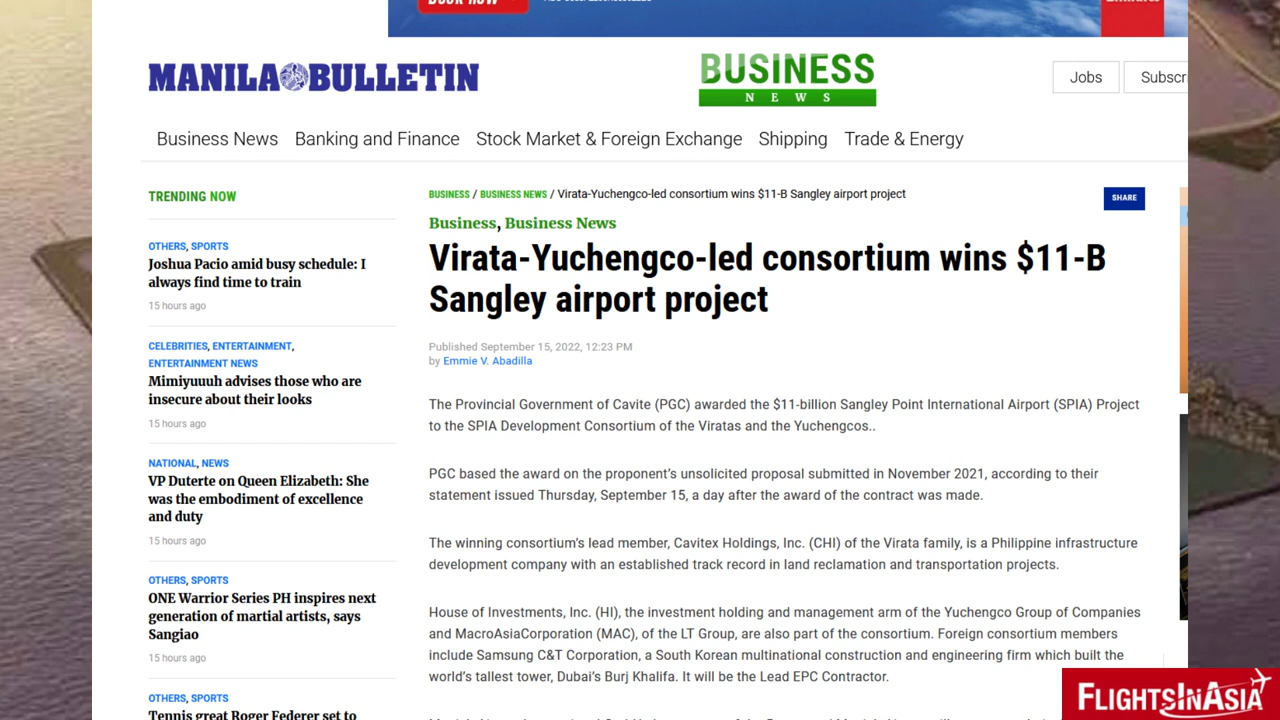 MANILA BULLETIN
BUSINESS
NEWS
Jobs
Business News
Banking and Finance
Stock Market & Foreign Exchange
Shipping
Trade & Energy
TRENDING NOW
OTHERS, SPORTS
Joshua Pacio amid busy schedule: I
always find time to train
15 hours ago
CELEBRITIES, ENTERTAINMENT,
ENTERTAINMENT NEWS
Mimiyuuuh advises those who are
insecure about their looks
15 hours ago
NATIONAL, NEWS
VP Duterte on Queen Elizabeth: She
was the embodiment of excellence
and duty
15 hours ago
OTHERS, SPORTS
ONE Warrior Series PH inspires next
generation of martial artists, says
Sangiao
15 hours ago
OTHERS, SPORTS
Tennis great Roger Federer set to
BUSINESS / BUSINESS NEWS / Virata-Yuchengco-led consortium wins $11-B Sangley airport project
SHARE
Business, Business News
Virata-Yuchengco-led consortium wins $11-B
Sangley airport project
Published September 15, 2022, 12:23 PM
by Emmie V. Abadilla
The Provincial Government of Cavite (PGC) awarded the $11-billion Sangley Point International Airport (SPIA) Project
to the SPIA Development Consortium of the Viratas and the Yuchengcos..
PGC based the award on the proponent's unsolicited proposal submitted in November 2021, according to their
statement issued Thursday, September 15, a day after the award of the contract was made.
The winning consortium's lead member, Cavitex Holdings, Inc. (CHI) of the Virata family, is a Philippine infrastructure
development company with an established track record in land reclamation and transportation projects.
House of Investments, Inc. (HI), the investment holding and management arm of the Yuchengco Group of Companies
and MacroAsiaCorporation (MAC), of the LT Group, are also part of the consortium. Foreign consortium members
include Samsung C&T Corporation, a South Korean multinational construction and engineering firm which built the
world's tallest tower, Dubai's Burj Khalifa. It will be the Lead EPC Contractor.
FLIGHTSINASIA